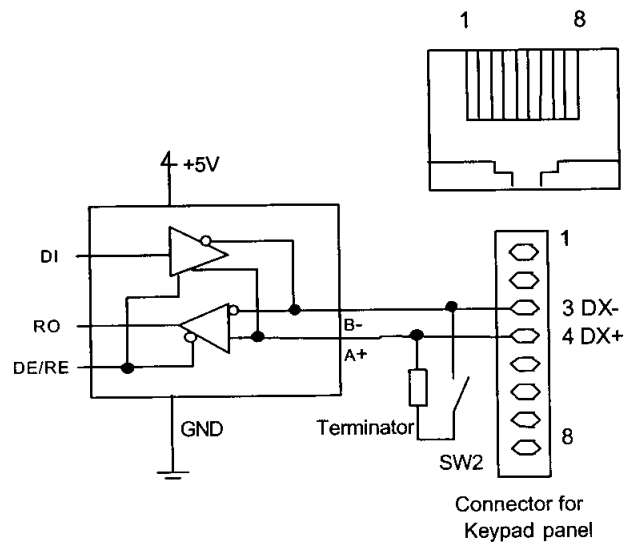 1 8
+5V
DI
RO
DE/RE
B-
A+
GND
Terminator
SW2
1
3 DX-
4 DX+
8
Connector for
Keypad panel